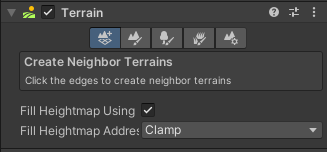 Terrain
Create Neighbor Terrains
Click the edges to create neighbor terrains
Fill Heightmap Using
Fill Heightmap Addres Clamp